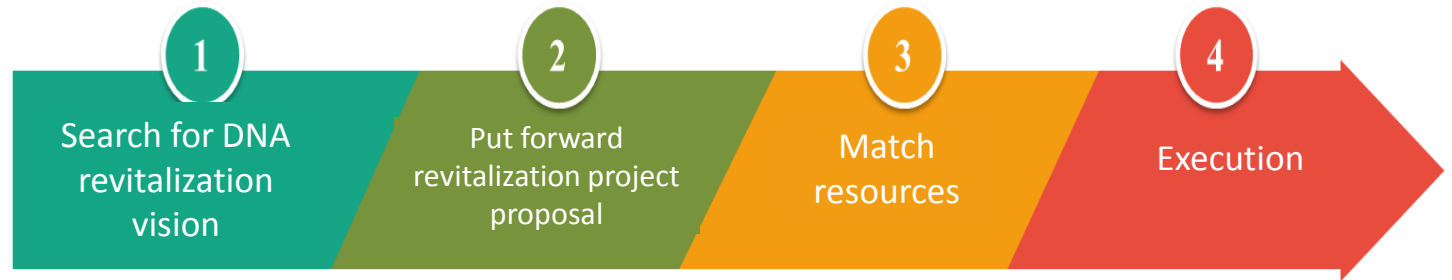 1
Search for DNA
revitalization
vision
2
Put forward
revitalization project
proposal
3
Match
resources
4
Execution